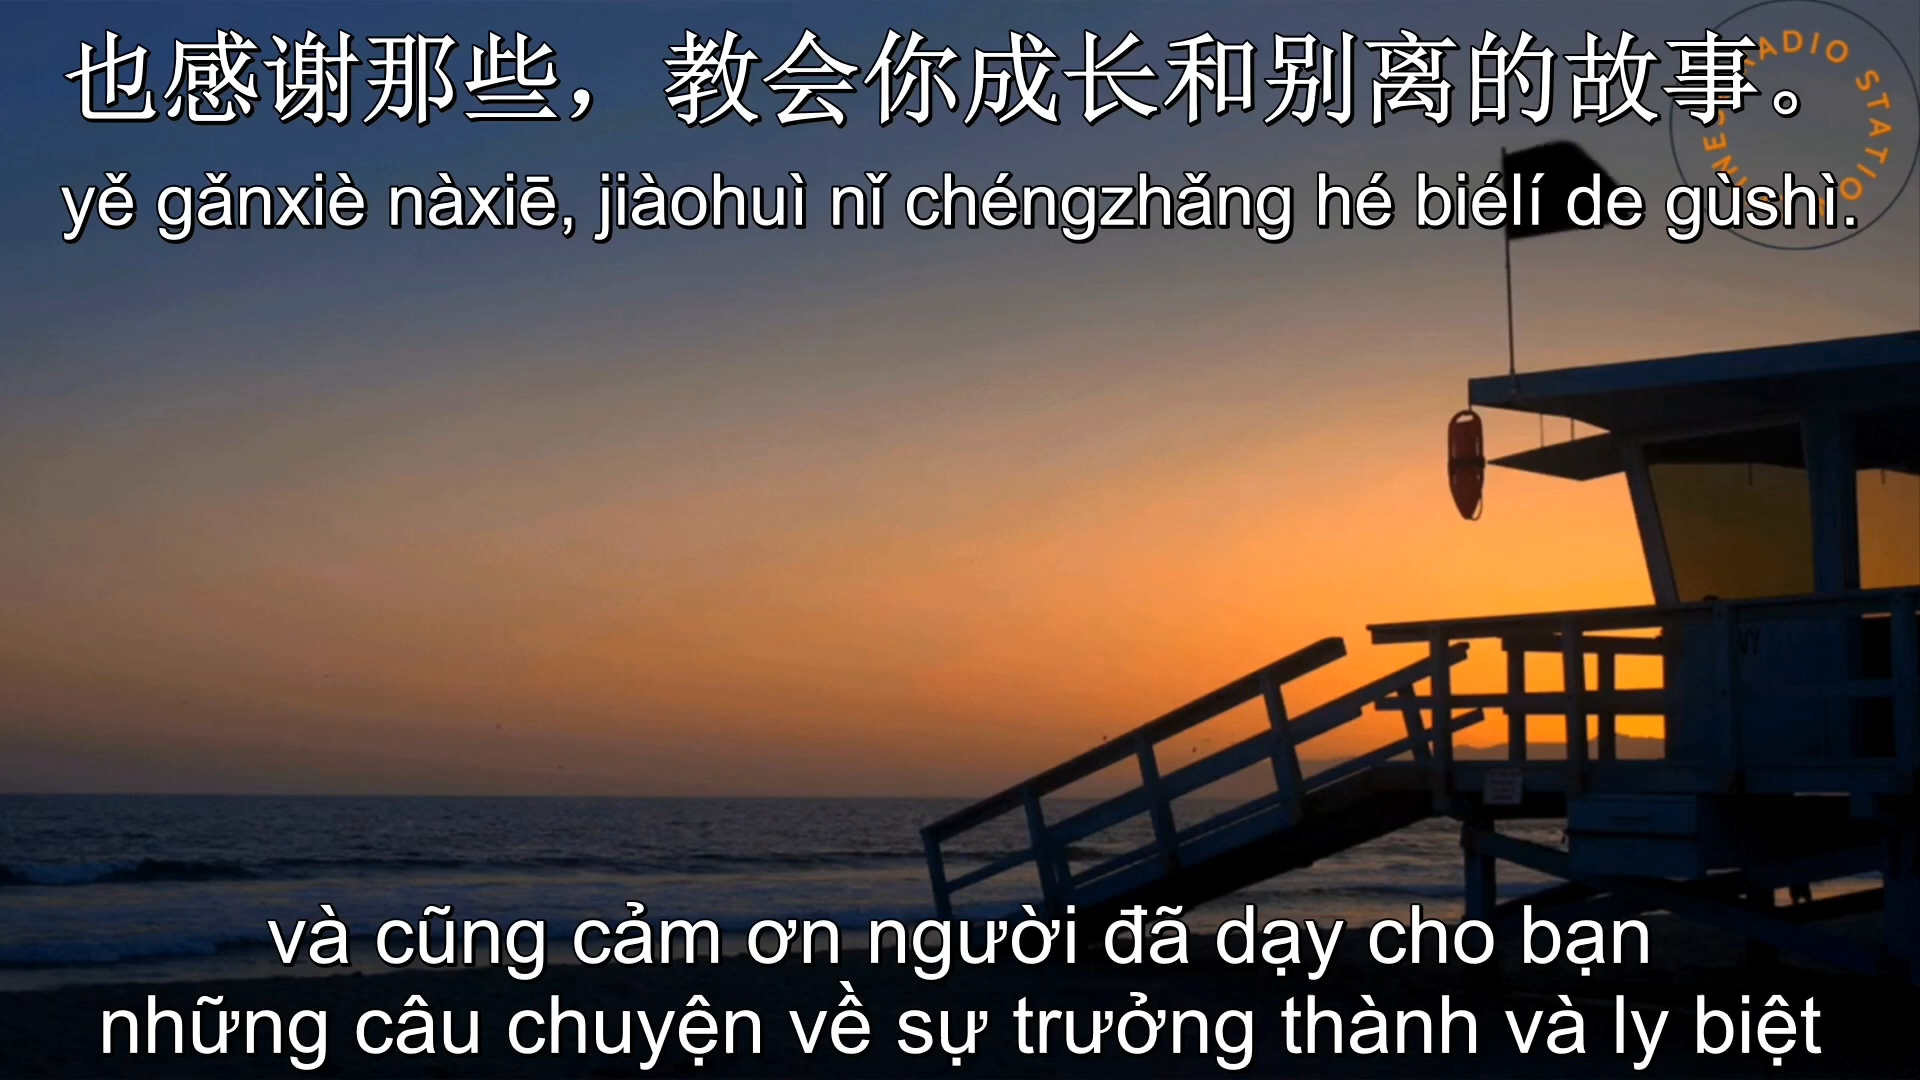 也感谢那些，教会你成长和别离的故事。
yě gǎnxiè nàxiē, jiàohuì nǐ chéngzhǎng hé biélí de gùshì.
và cũng cảm ơn người đã dạy cho bạn
những câu chuyện về sự trưởng thành và ly biệt
RADIO STATION